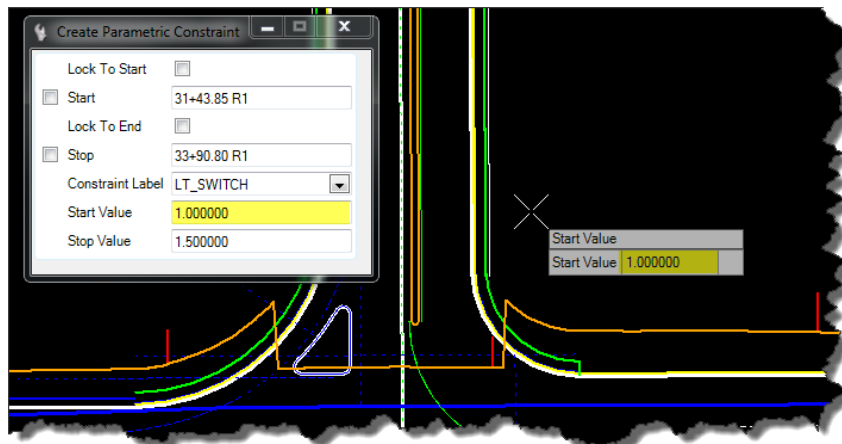 Create Parametric Constraint
Lock To Start
Start 31+43.85 R1
Lock To End
Stop 33+90.80 R1
Constraint Label LT_SWITCH
Start Value 1.000000
Stop Value 1.500000
Start Value
Start Value 1.000000